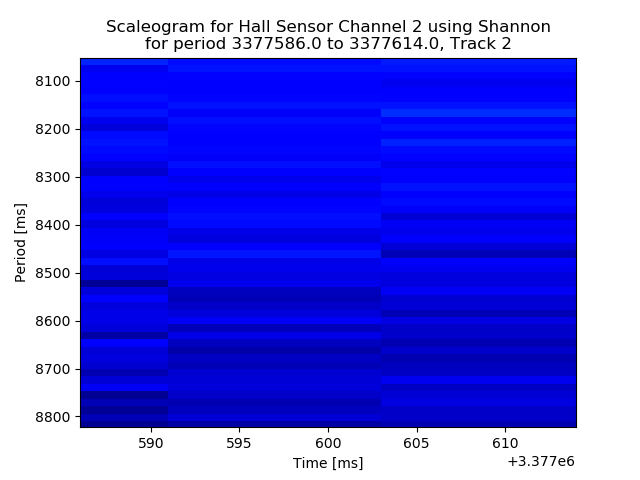 Scaleogram for Hall Sensor Channel 2 using Shannon
for period 3377586.0 to 3377614.0, Track 2
8100
8200
8300
8400
8500
8600
8700
8800
Period [ms]
590
595
600
605
610
Time [ms]
+3.377e6